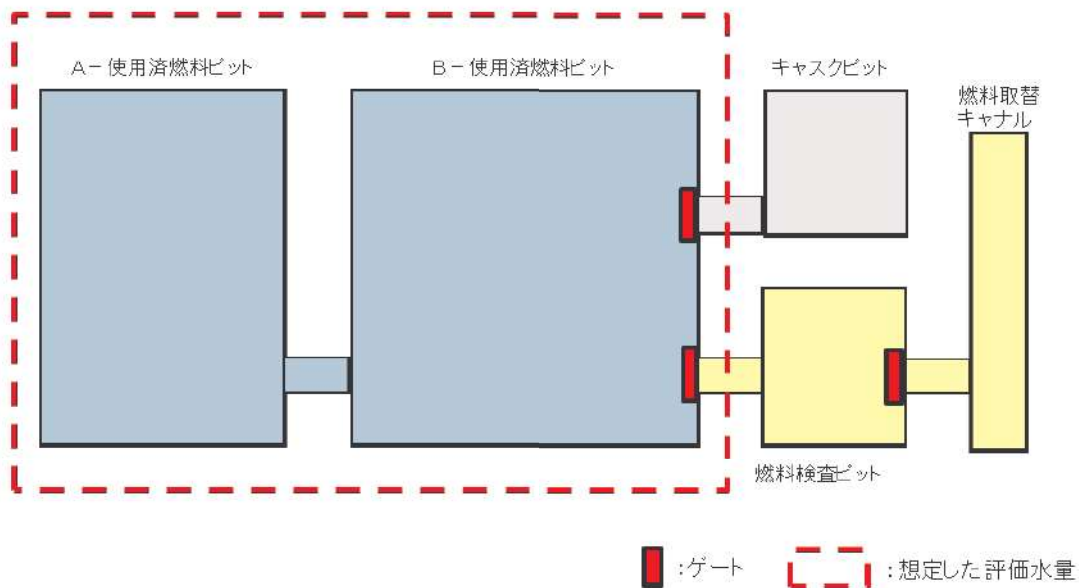 A－使用済燃料ピット
B－使用済燃料ピット
キャスクピット
燃料取替
キャナル
燃料検査ピット
:ゲート
:想定した評価水量